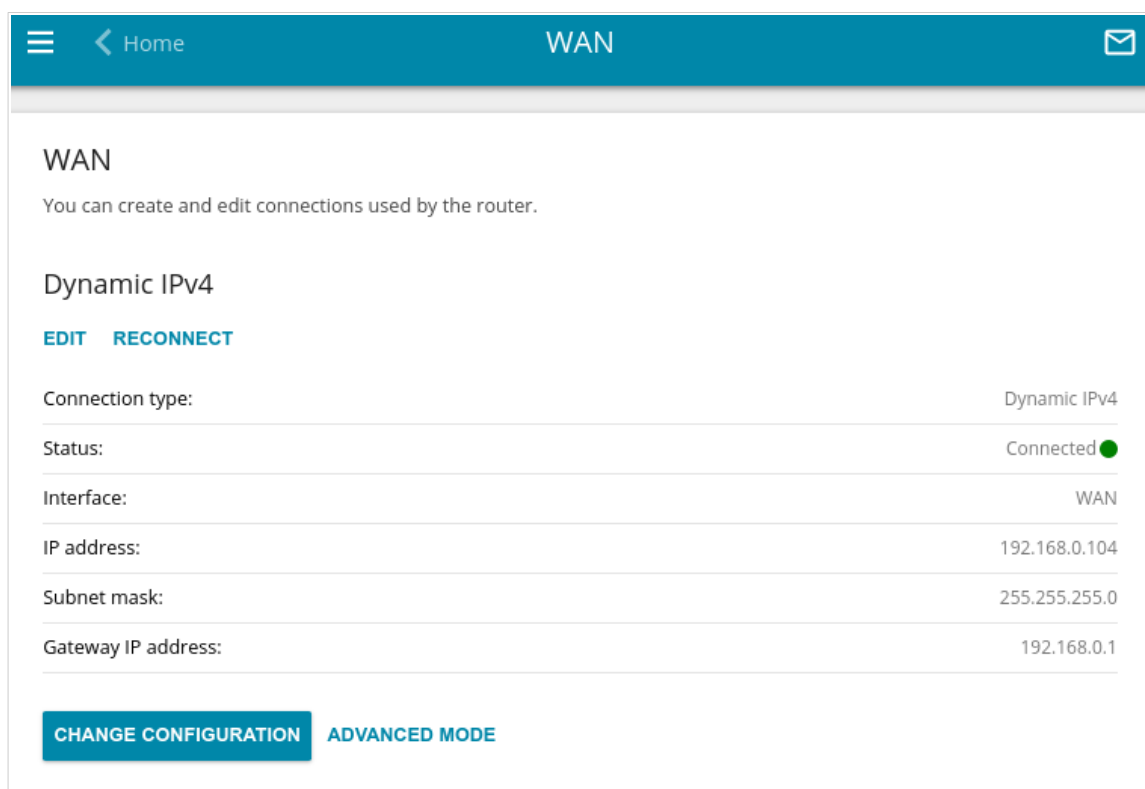 Home WAN
WAN
You can create and edit connections used by the router.
Dynamic IPv4
EDIT RECONNECT
Connection type: Dynamic IPv4
Status: Connected
Interface: WAN
IP address: 192.168.0.104
Subnet mask: 255.255.255.0
Gateway IP address: 192.168.0.1
CHANGE CONFIGURATION ADVANCED MODE